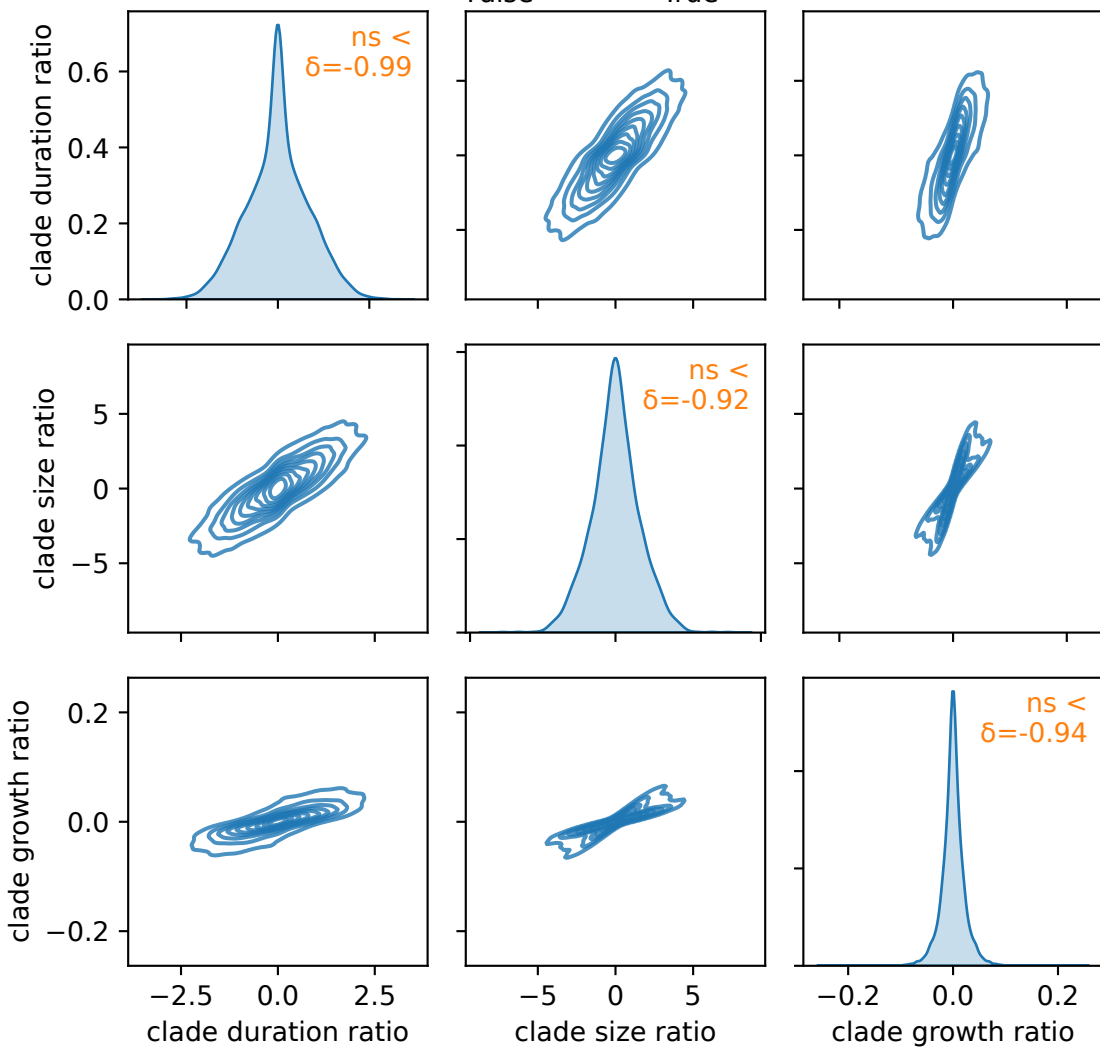 clade duration ratio
0.6
0.4
0.2
0.0
ns <
δ=-0.99
clade size ratio
5
0
−5
ns <
δ=-0.92
clade growth ratio
0.2
0.0
−0.2
ns <
δ=-0.94
−2.5 0.0 2.5
−5 0 5
−0.2 0.0 0.2
clade duration ratio
clade size ratio
clade growth ratio